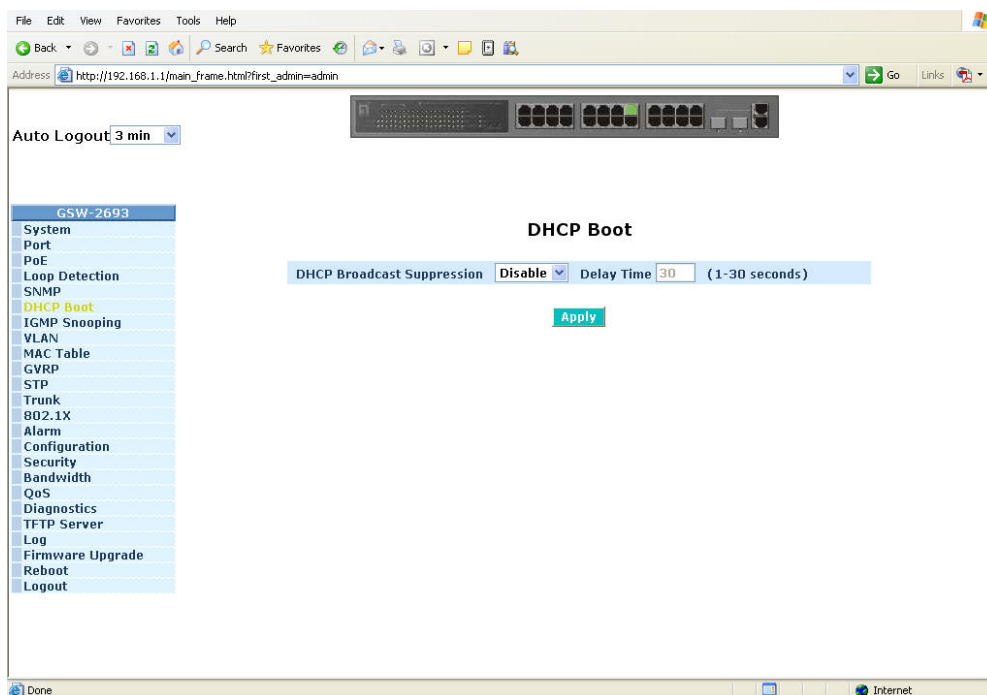 File Edit View Favorites Tools Help
Back Search Favorites
Address http://192.168.1.1/main_frame.html?first_admin=admin Go Links
Auto Logout 3 min
GSW-2693
System
Port
PoE
Loop Detection
SNMP
DHCP Boot
IGMP Snooping
VLAN
MAC Table
GVRP
STP
Trunk
802.1X
Alarm
Configuration
Security
Bandwidth
QoS
Diagnostics
TFTP Server
Log
Firmware Upgrade
Reboot
Logout
DHCP Boot
DHCP Broadcast Suppression Disable Delay Time 30 (1-30 seconds)
Apply
Done Internet